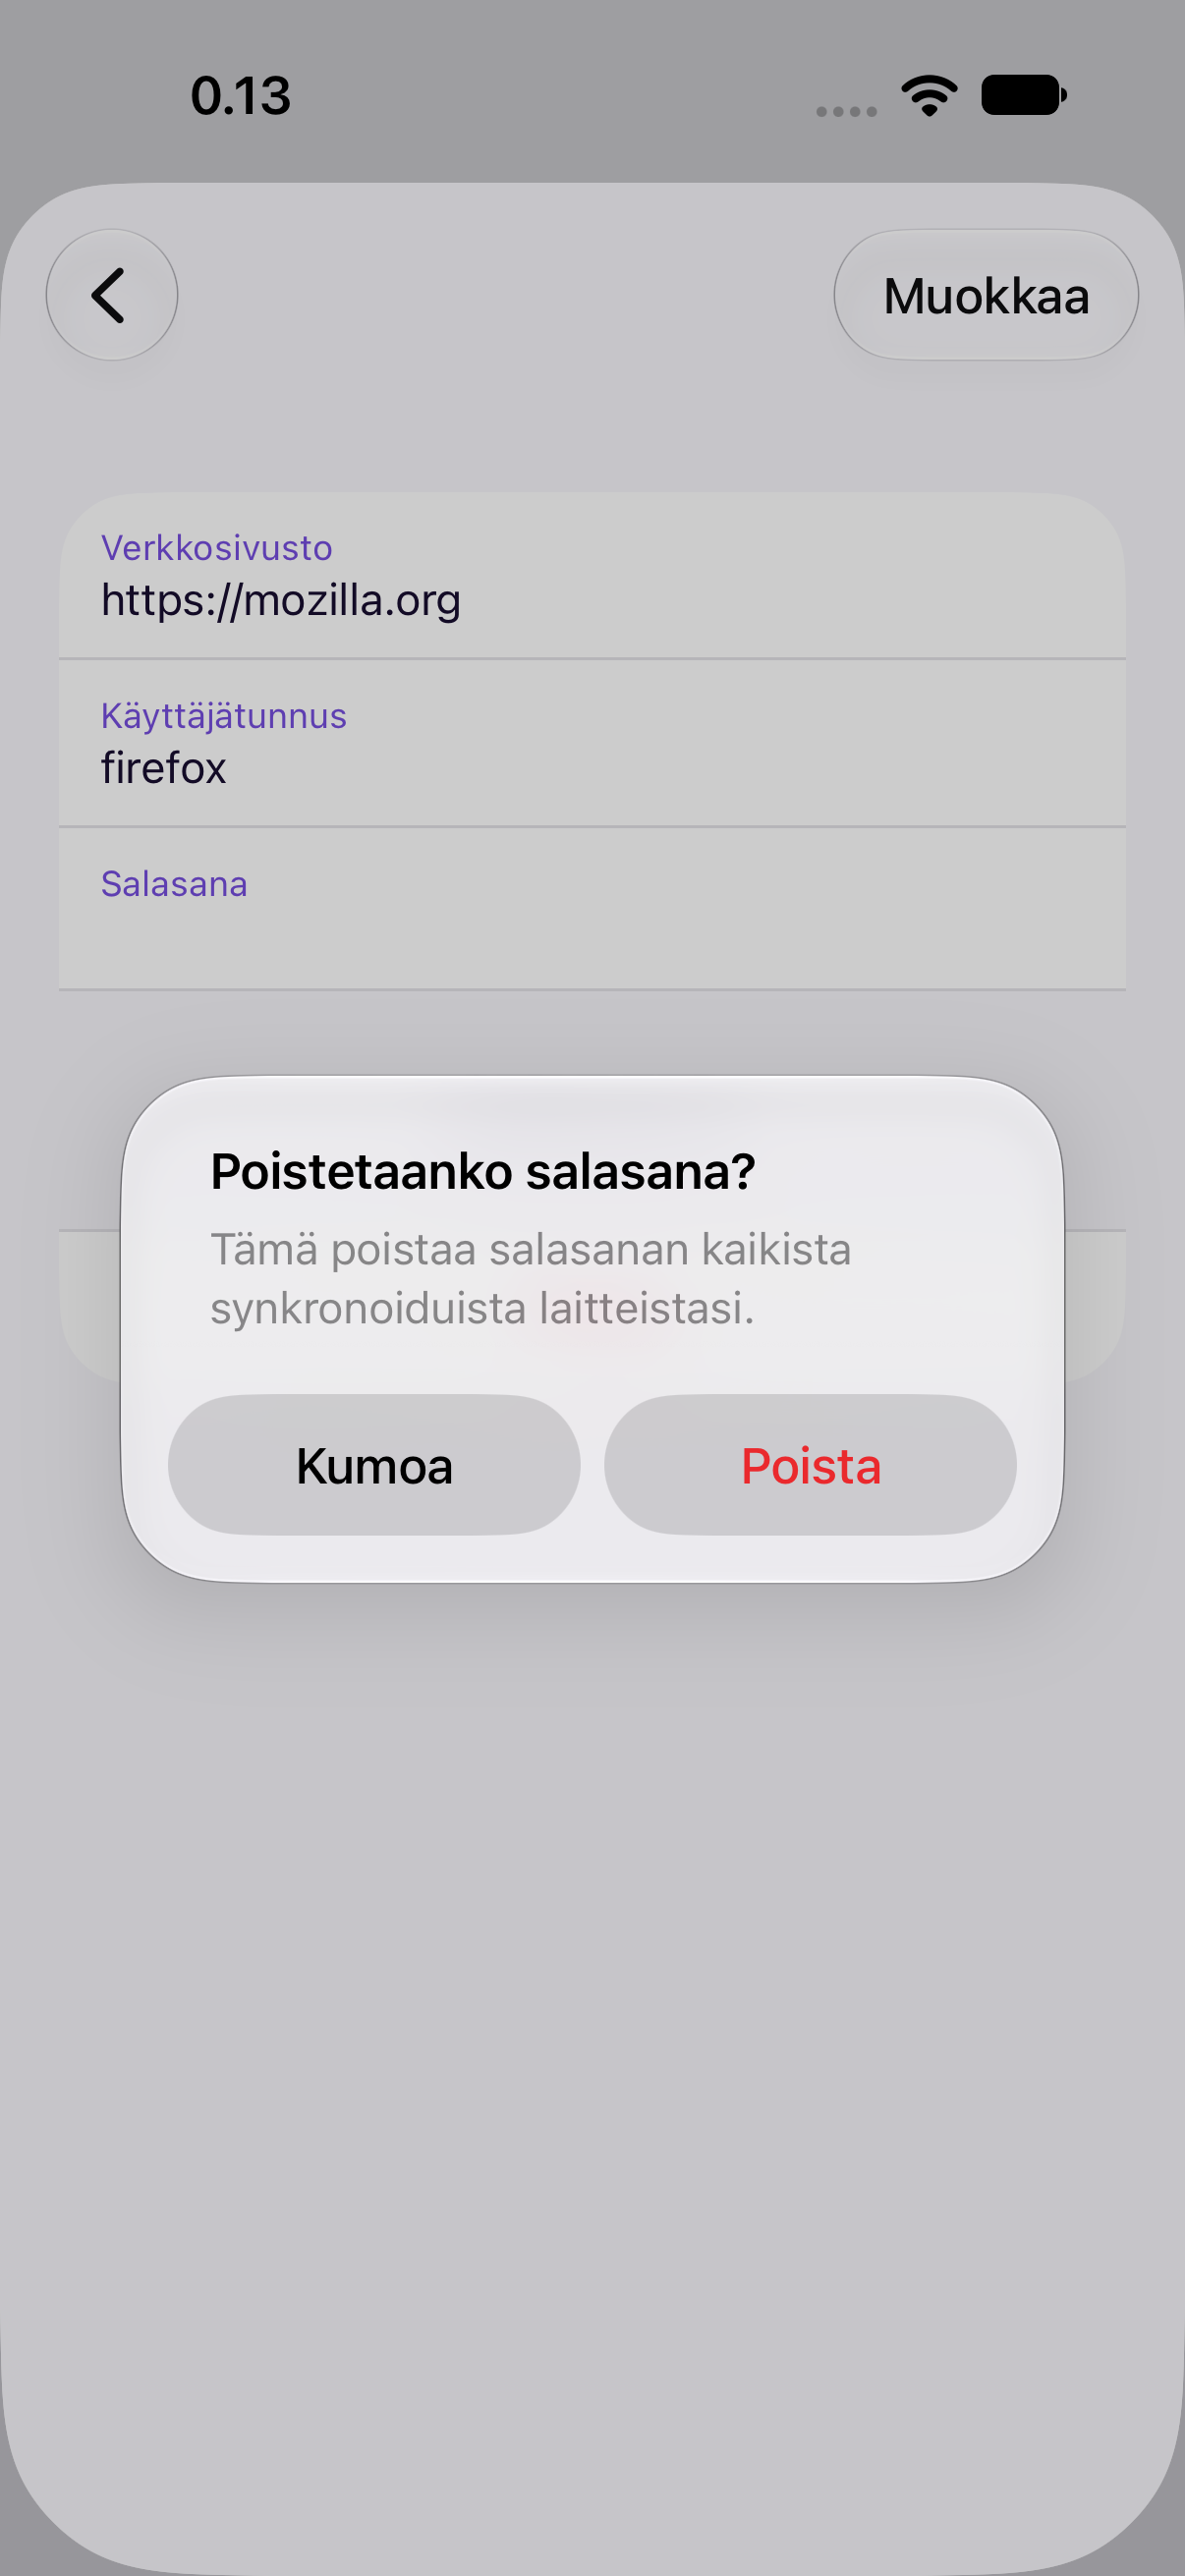 0.13
Muokkaa
Verkkosivusto
https://mozilla.org
Käyttäjätunnus
firefox
Salasana
Poistetaanko salasana?
Tämä poistaa salasanan kaikista
synkronoiduista laitteistasi.
Kumoa
Poista